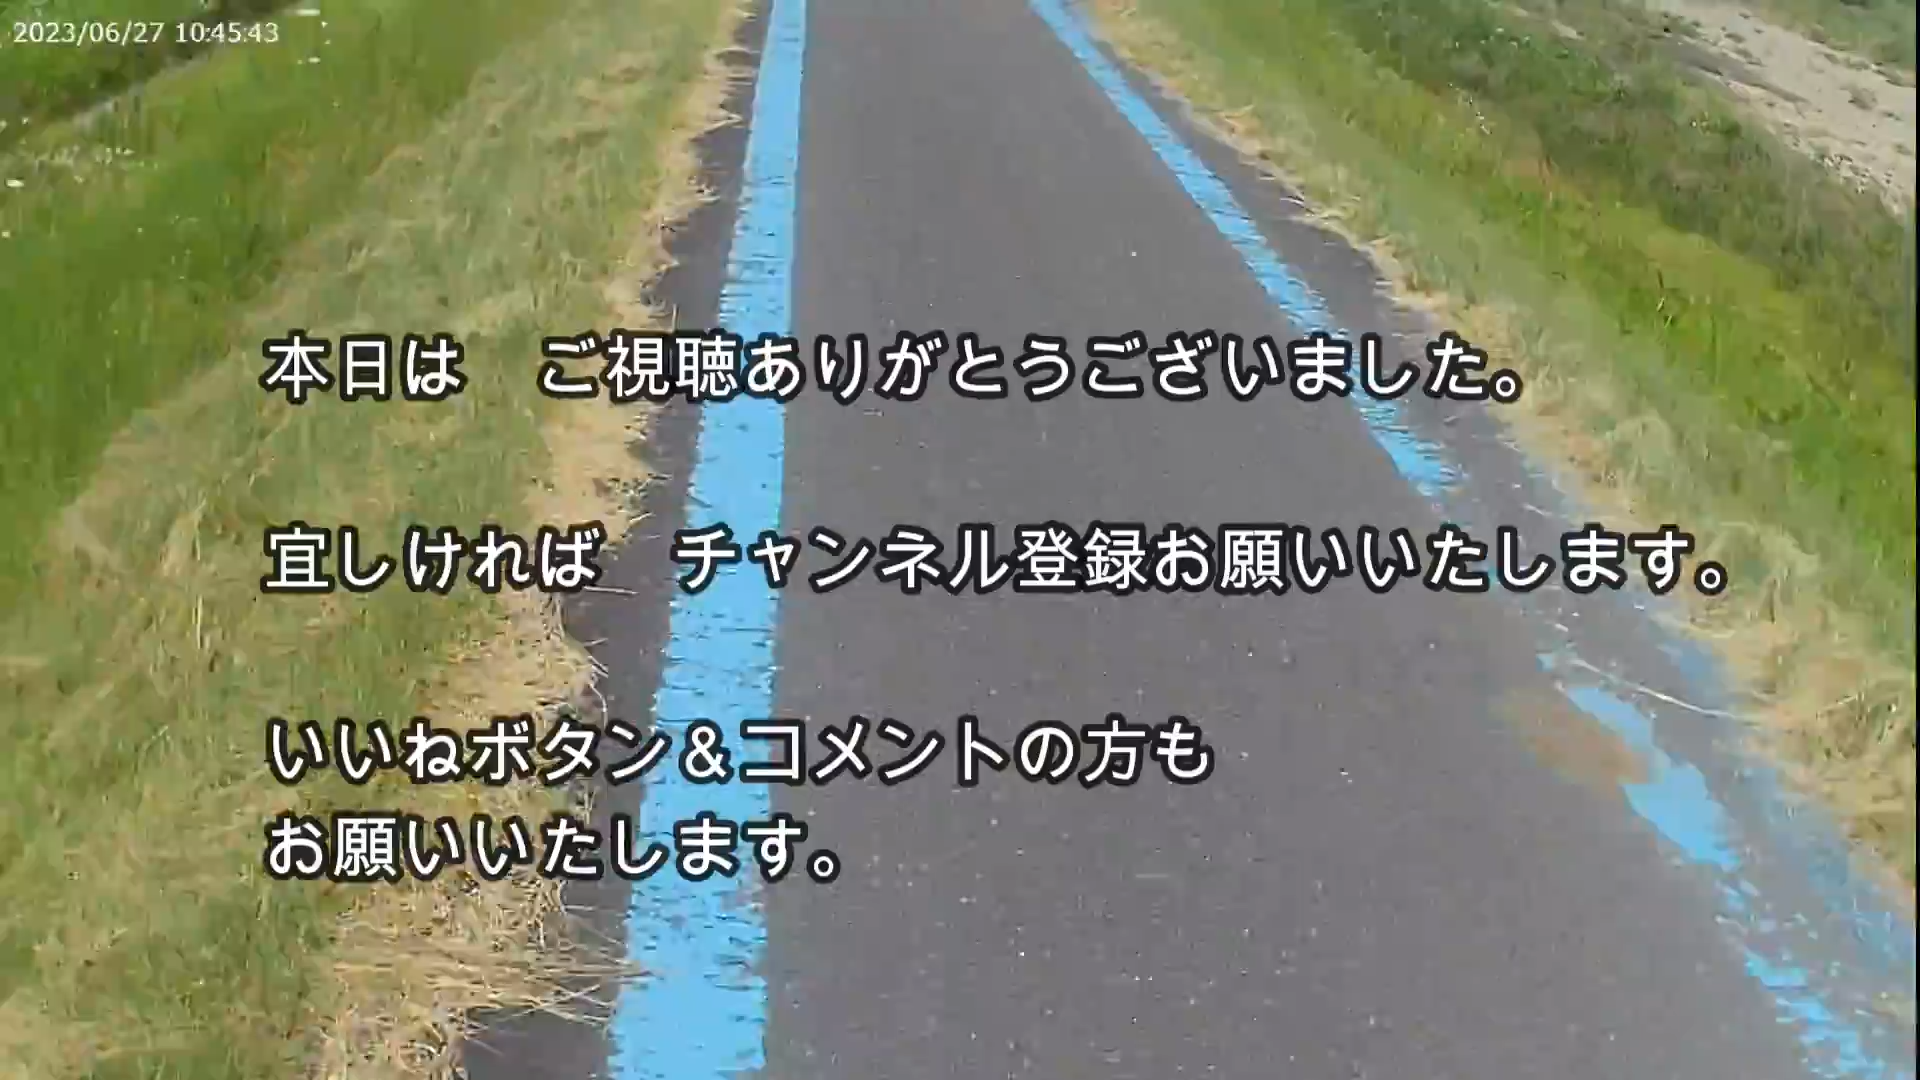 2023/06/27 10:45:43
本日は　ご視聴ありがとうございました。
宜しければ　チャンネル登録お願いいたします。
いいねボタン＆コメントの方も
お願いいたします。